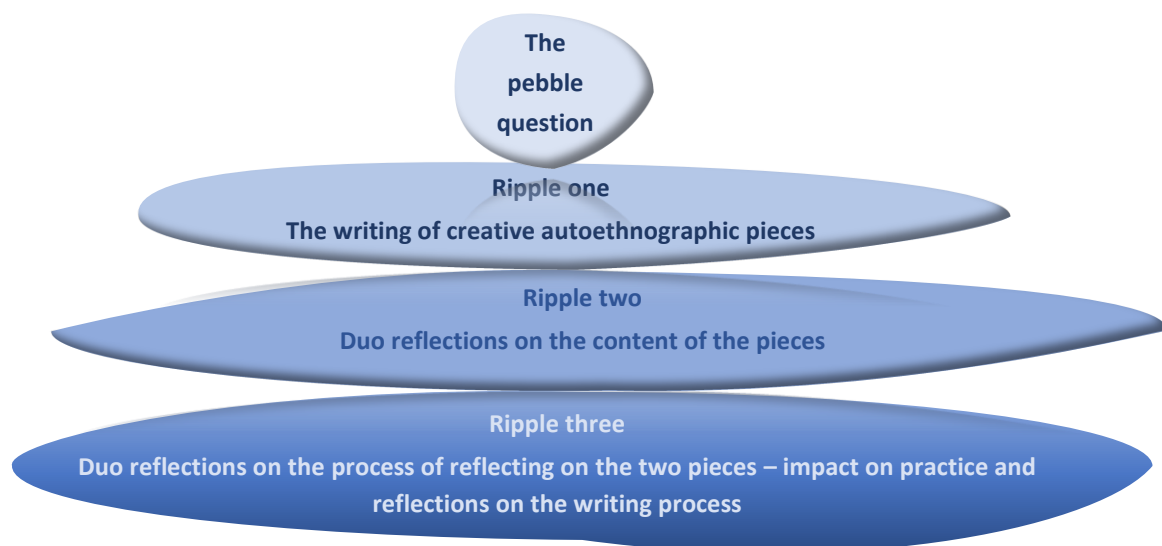 The
pebble
question
Ripple one
The writing of creative autoethnographic pieces
Ripple two
Duo reflections on the content of the pieces
Ripple three
Duo reflections on the process of reflecting on the two pieces – impact on practice and
reflections on the writing process